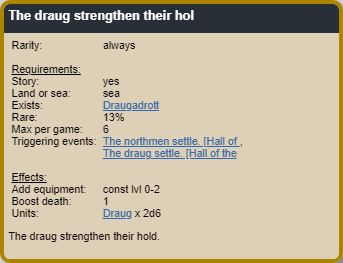 The draug strengthen their hol
Rarity: always
Requirements:
Story: yes
Land or sea: sea
Exists: Draugadrott
Rare: 13%
Max per game: 6
Triggering events: The northmen settle. [Hall of ,
The draug settle. [Hall of the
Effects:
Add equipment: const lvl 0-2
Boost death: 1
Units: Draug x 2d6
The draug strengthen their hold.